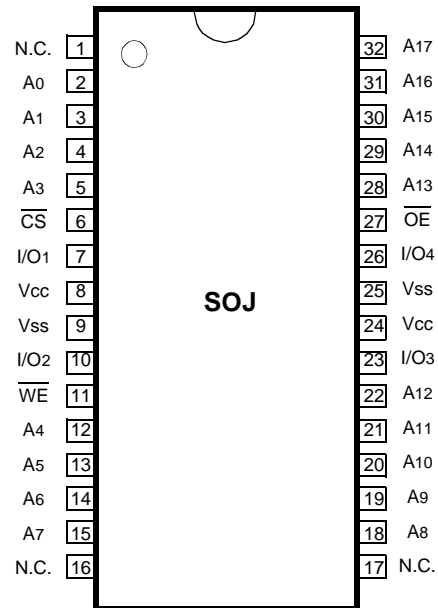 N.C. 1 32 A17
A0 2 31 A16
A1 3 30 A15
A2 4 29 A14
A3 5 28 A13
C̅S̅ 6 27 O̅E̅
I/O1 7 26 I/O4
Vcc 8 25 Vss
SOJ
Vss 9 24 Vcc
I/O2 10 23 I/O3
W̅E̅ 11 22 A12
A4 12 21 A11
A5 13 20 A10
A6 14 19 A9
A7 15 18 A8
N.C. 16 17 N.C.